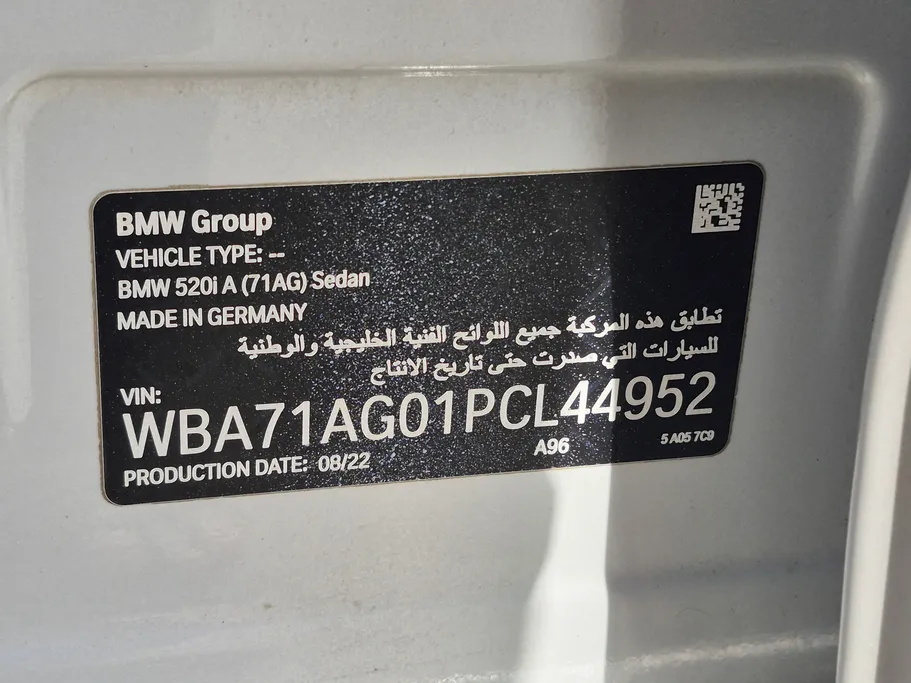 BMW Group
VEHICLE TYPE: --
BMW 520i A (71AG) Sedan
MADE IN GERMANY
تطابق هذه المركبة جميع اللوائح الفنية الخليجية والوطنية
للسيارات التي صدرت حتى تاريخ الانتاج
VIN:
WBA71AG01PCL44952
PRODUCTION DATE: 08/22
A96
5 A05 7C9